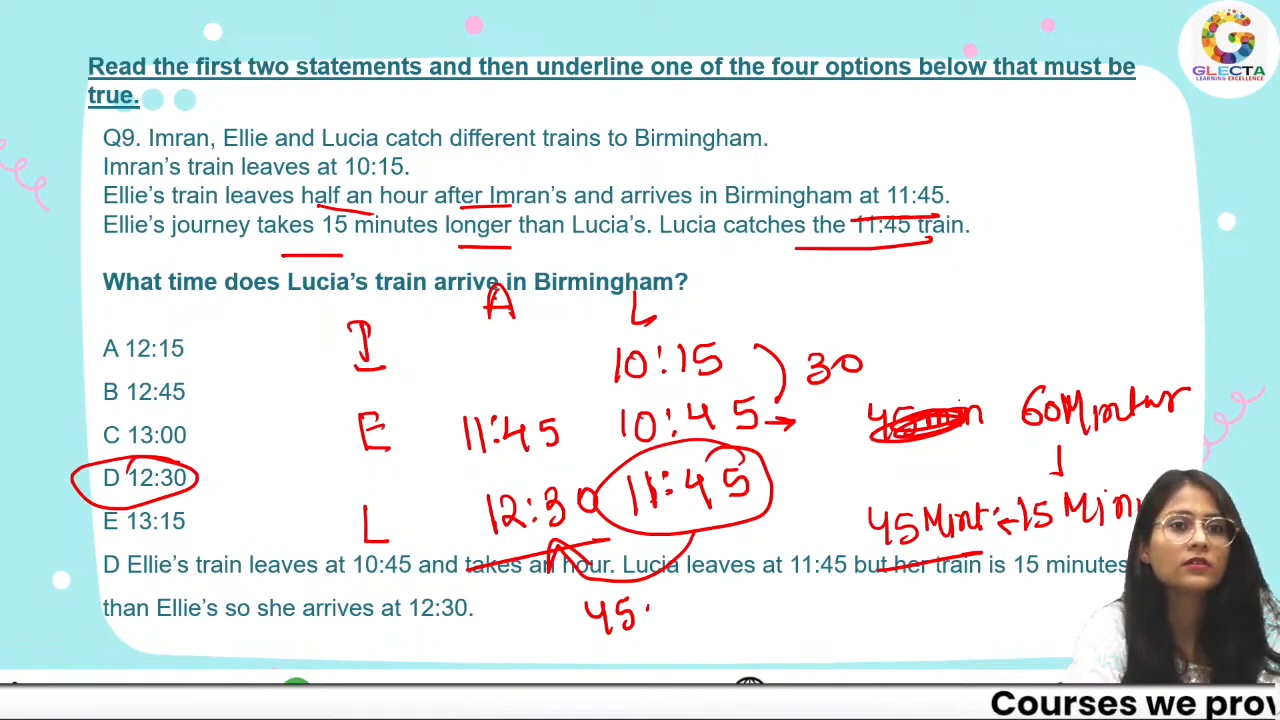 Read the first two statements and then underline one of the four options below that must be
true.
GLECTA
LEARNING EXCELLENCE
Q9. Imran, Ellie and Lucia catch different trains to Birmingham.
Imran's train leaves at 10:15.
Ellie's train leaves half an hour after Imran's and arrives in Birmingham at 11:45.
Ellie's journey takes 15 minutes longer than Lucia's. Lucia catches the 11:45 train.
What time does Lucia's train arrive in Birmingham?
A L
A 12:15
I 10:15 30
B 12:45
E 11:45 10:45 45min 60 Minutes
C 13:00
D 12:30
L 12:30 11:45 45 Mint 15 Min
E 13:15
D Ellie's train leaves at 10:45 and takes an hour. Lucia leaves at 11:45 but her train is 15 minutes
than Ellie's so she arrives at 12:30.
45
Courses we prov